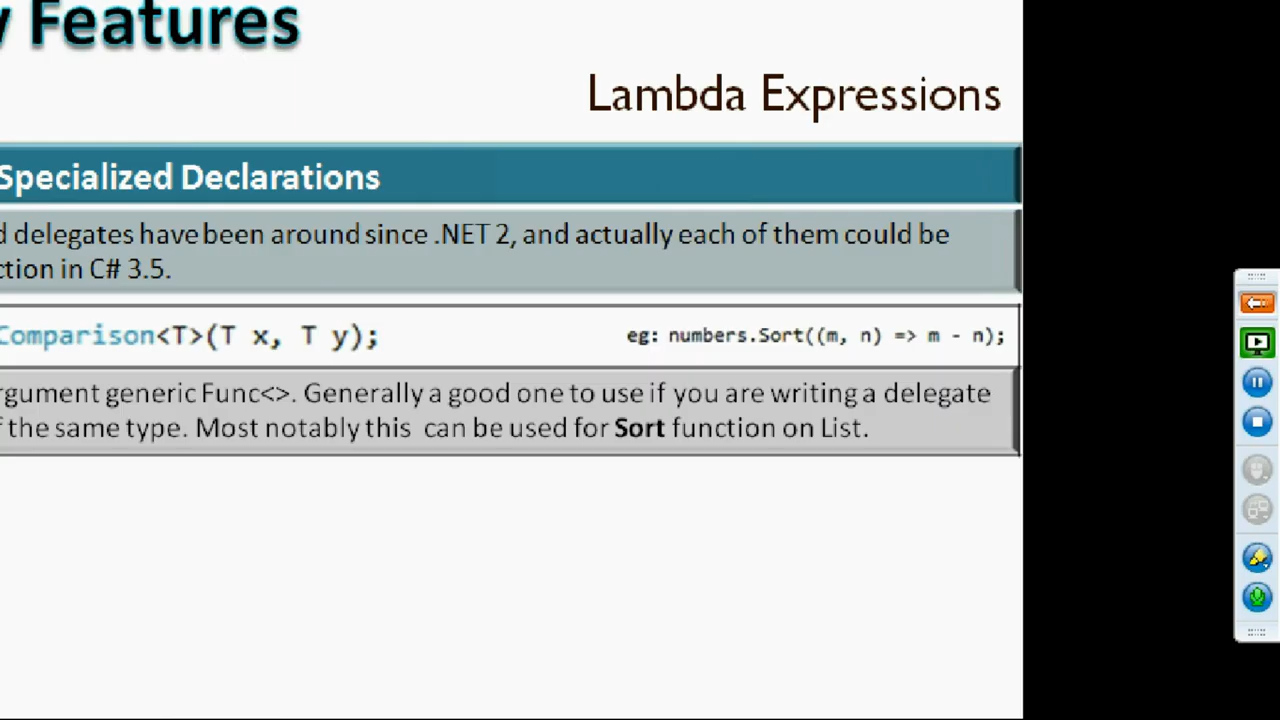 Features
Lambda Expressions
Specialized Declarations
delegates have been around since .NET 2, and actually each of them could be
in C# 3.5.
Comparison<T>(T x, T y);
eg: numbers.Sort((m, n) => m - n);
generic Func<>. Generally a good one to use if you are writing a delegate
the same type. Most notably this can be used for Sort function on List.